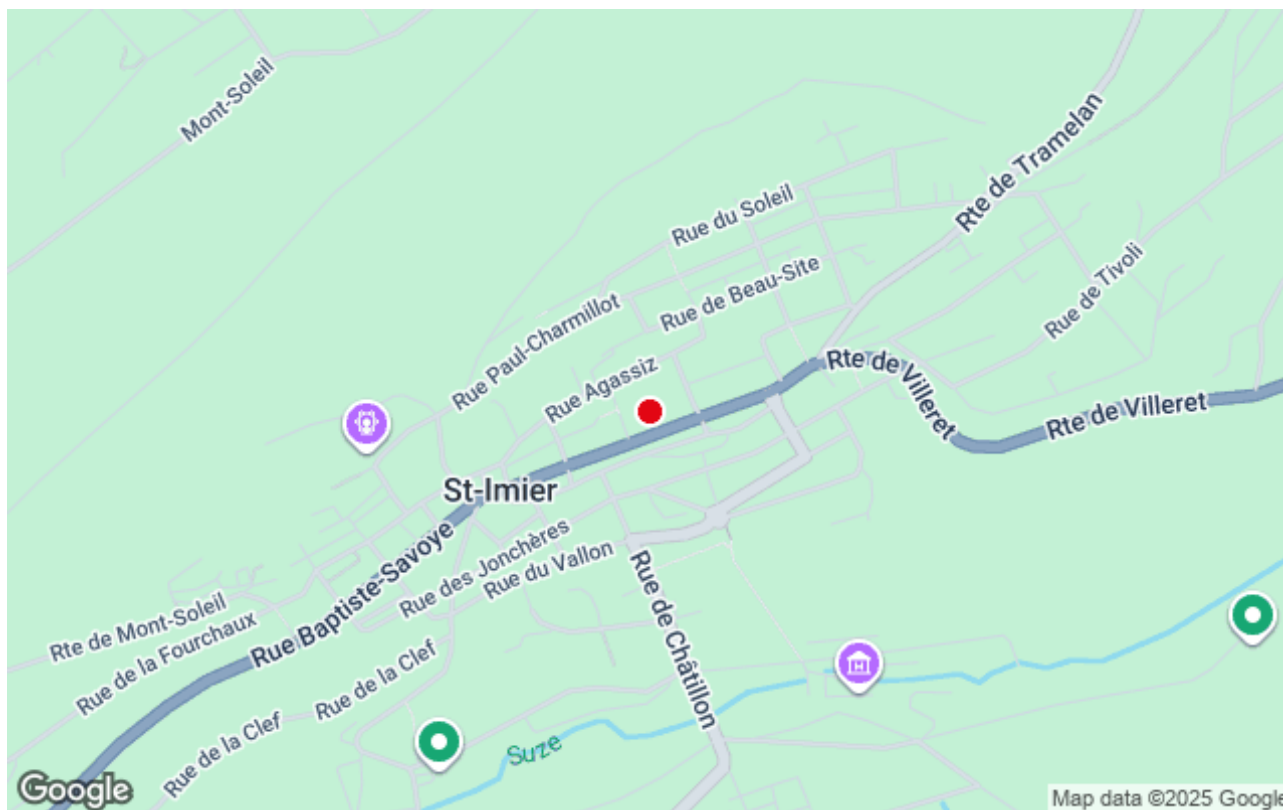 Mont-Soleil
Rte de Tramelan
Rue du Soleil
Rue de Beau-Site
Rue de Tivoli
Rue Paul-Charmillot
Rue Agassiz
Rte de Villeret
Rte de Villeret
St-Imier
Rue des Jonchères
Rue du Vallon
Rue Baptiste-Savoye
Rue de Châtillon
Rte de Mont-Soleil
Rue de la Fourchaux
Rue de la Clef
Rue de la Clef
Suze
Google
Map data ©2025 Google